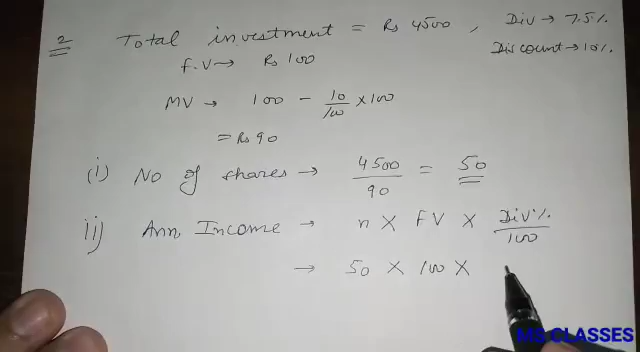 2 Total investment = Rs 4500 , Div → 7.5%
F.V → Rs 100 Discount → 10%
MV → 100 - 10/100 × 100
= Rs 90
(i) No of shares → 4500/90 = 50
ii) Ann Income → n × FV × Div%/100
→ 50 × 100 ×
MS CLASSES